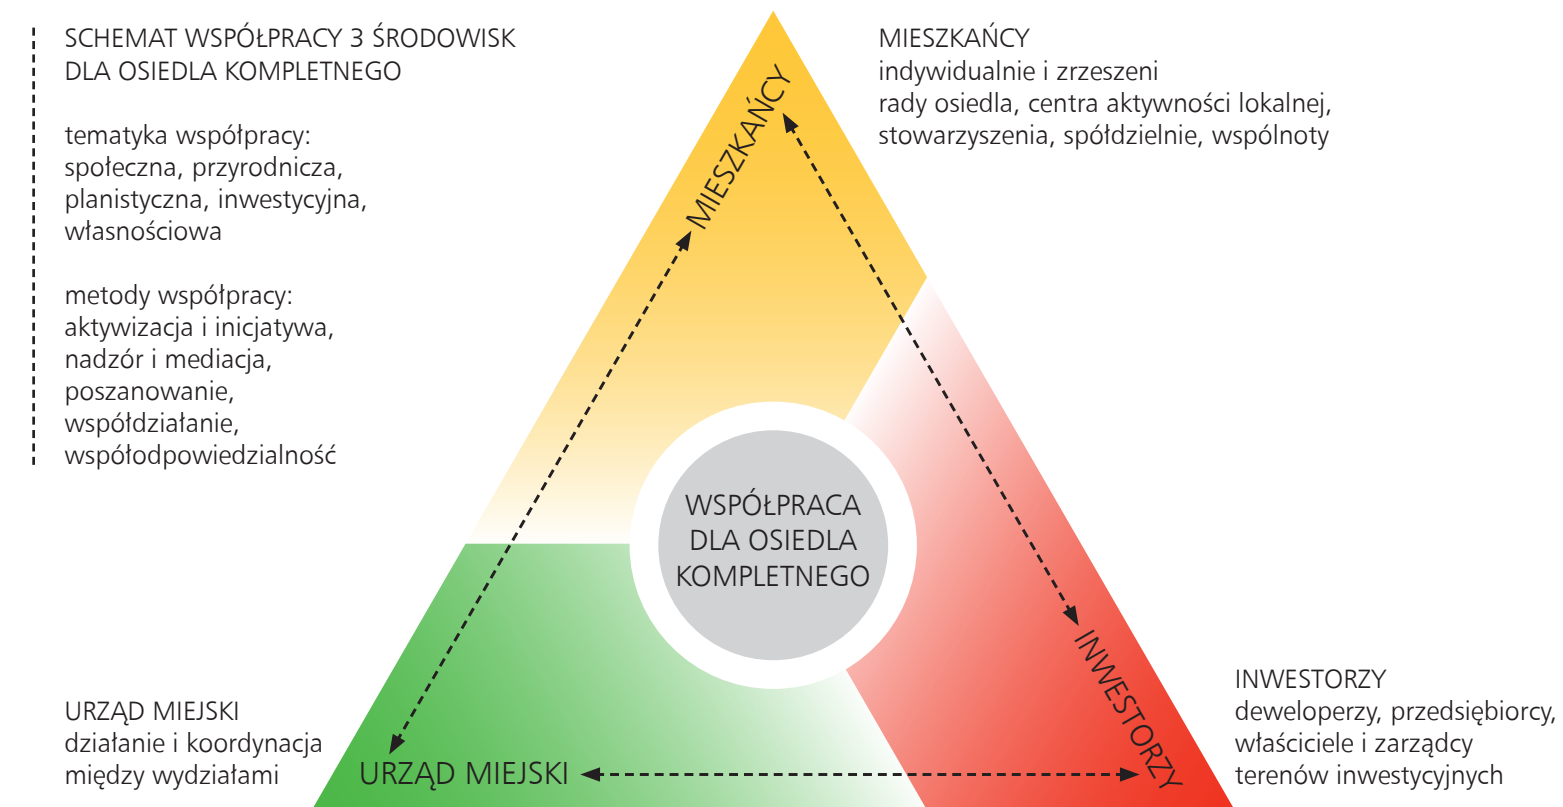 SCHEMAT WSPÓŁPRACY 3 ŚRODOWISK
DLA OSIEDLA KOMPLETNEGO
tematyka współpracy:
społeczna, przyrodnicza,
planistyczna, inwestycyjna,
własnościowa
metody współpracy:
aktywizacja i inicjatywa,
nadzór i mediacja,
poszanowanie,
współdziałanie,
współodpowiedzialność
MIESZKAŃCY
indywidualnie i zrzeszeni
rady osiedla, centra aktywności lokalnej,
stowarzyszenia, spółdzielnie, wspólnoty
MIESZKAŃCY
WSPÓŁPRACA
DLA OSIEDLA
KOMPLETNEGO
URZĄD MIEJSKI
działanie i koordynacja
między wydziałami
URZĄD MIEJSKI
INWESTORZY
INWESTORZY
deweloperzy, przedsiębiorcy,
właściciele i zarządcy
terenów inwestycyjnych